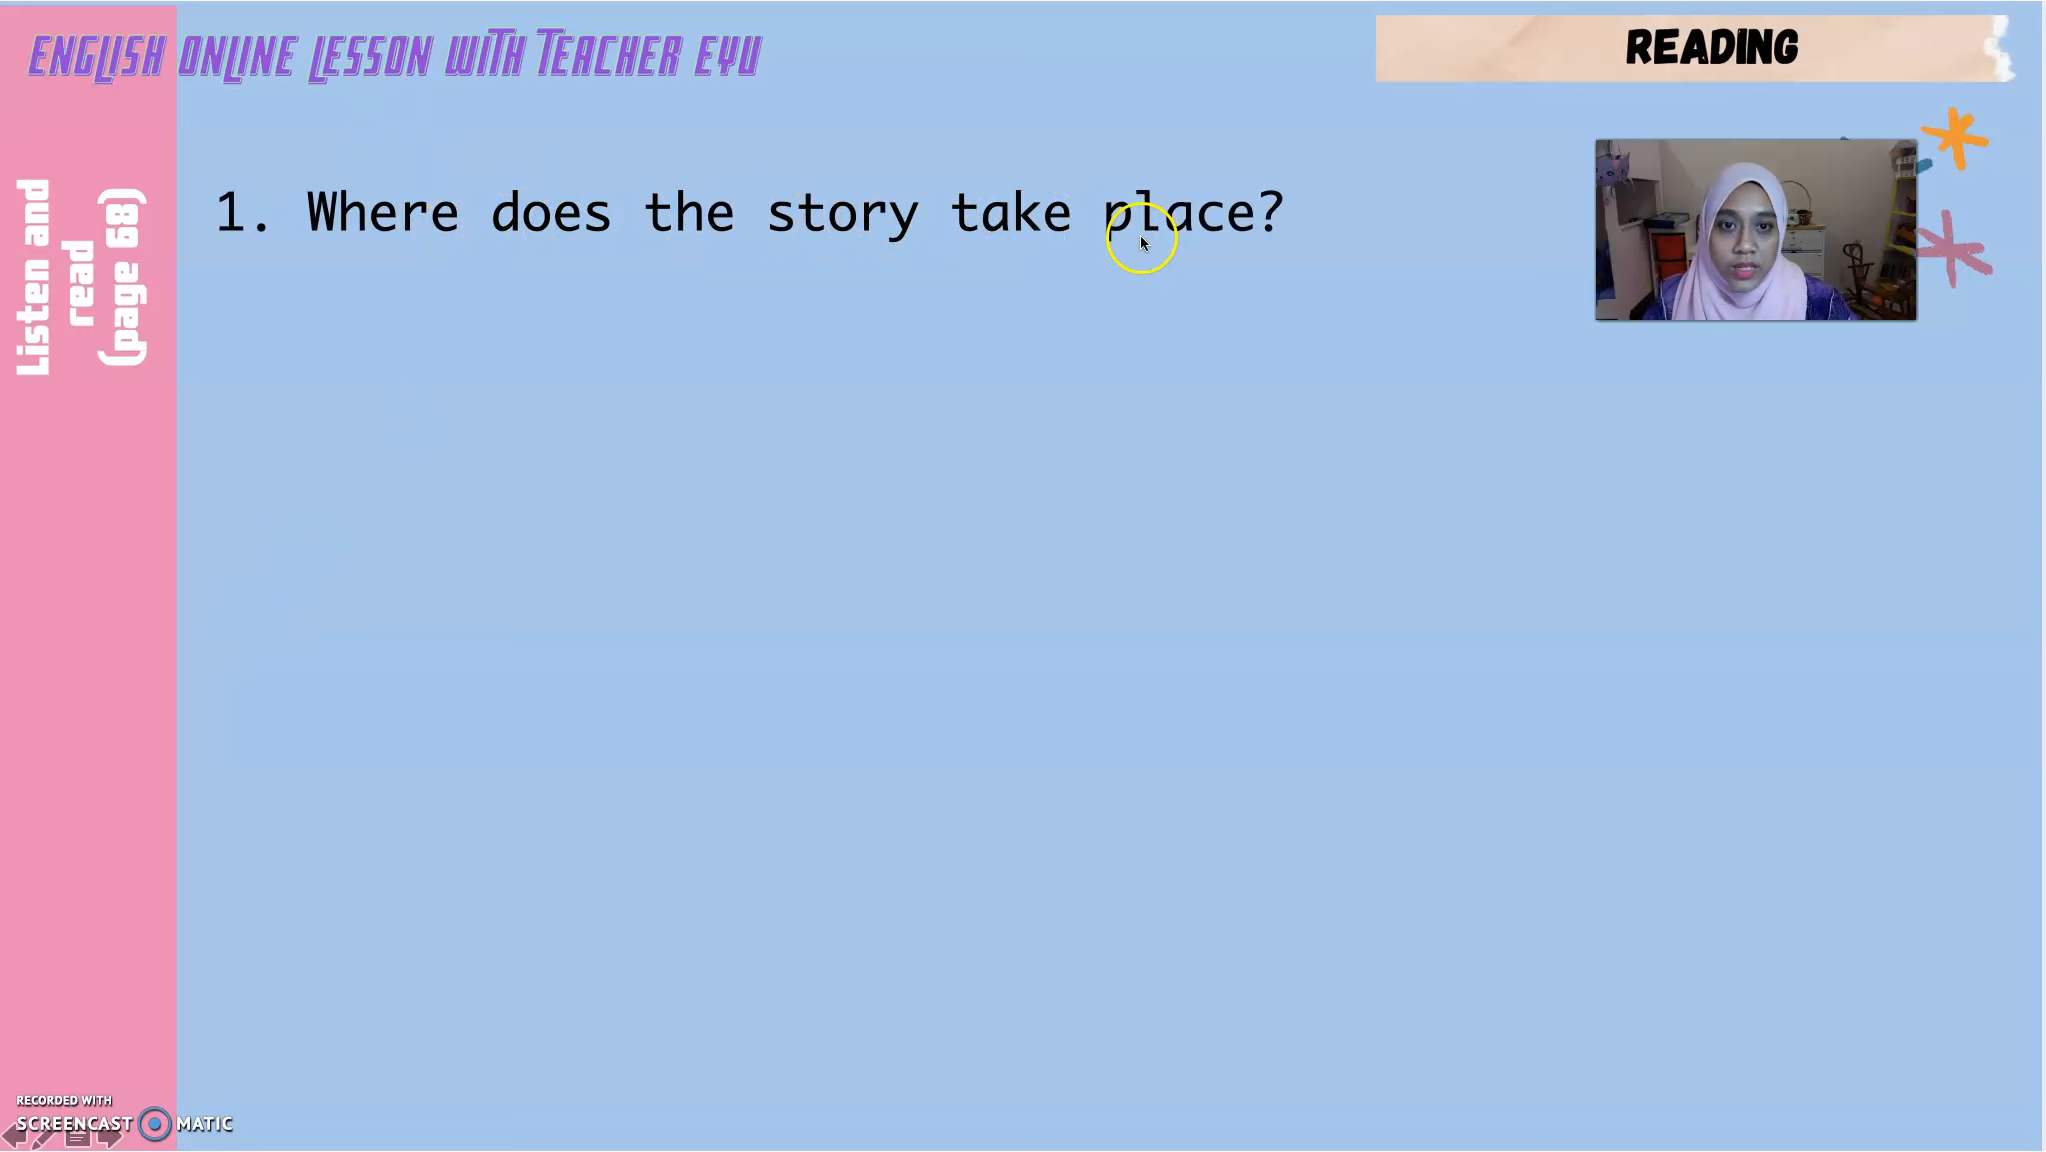 ENGLISH ONLINE LESSON WITH TEACHER EYU
READING
Listen and
read
(page 68)
1. Where does the story take place?
RECORDED WITH
SCREENCAST MATIC